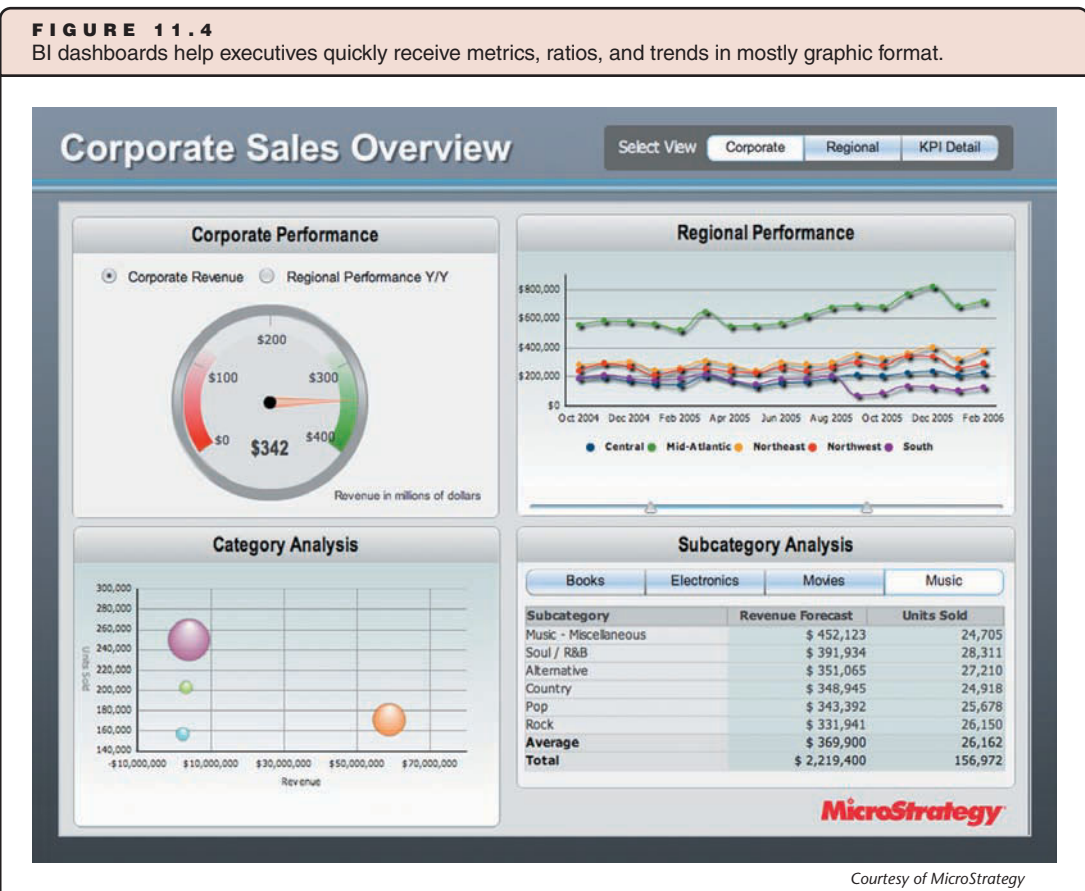 FIGURE 11.4
BI dashboards help executives quickly receive metrics, ratios, and trends in mostly graphic format.
Corporate Sales Overview
Select View Corporate Regional KPI Detail
Corporate Performance
Corporate Revenue Regional Performance Y/Y
$200
$100 $300
$0 $400
$342
Revenue in millions of dollars
Regional Performance
$800,000
$600,000
$400,000
$200,000
$0
Oct 2004 Dec 2004 Feb 2005 Apr 2005 Jun 2005 Aug 2005 Oct 2005 Dec 2005 Feb 2006
Central Mid-Atlantic Northeast Northwest South
Category Analysis
300,000
280,000
260,000
240,000
220,000
200,000
180,000
160,000
140,000
Units Sold
-$10,000,000 $10,000,000 $30,000,000 $50,000,000 $70,000,000
Revenue
Subcategory Analysis
Books Electronics Movies Music
Subcategory Revenue Forecast Units Sold
Music - Miscellaneous $ 452,123 24,705
Soul / R&B $ 391,934 28,311
Alternative $ 351,065 27,210
Country $ 348,945 24,918
Pop $ 343,392 25,678
Rock $ 331,941 26,150
Average $ 369,900 26,162
Total $ 2,219,400 156,972
MicroStrategy
Courtesy of MicroStrategy